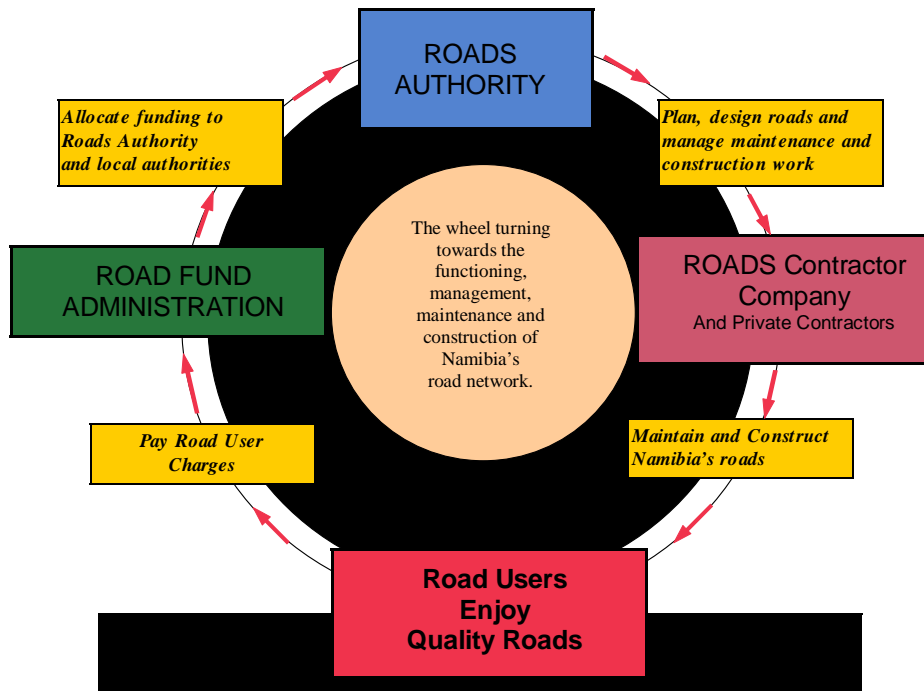 ROADS
AUTHORITY
Allocate funding to
Roads Authority
and local authorities
Plan, design roads and
manage maintenance and
construction work
The wheel turning
towards the
functioning,
management,
maintenance and
construction of
Namibia's
road network.
ROAD FUND
ADMINISTRATION
ROADS Contractor
Company
And Private Contractors
Pay Road User
Charges
Maintain and Construct
Namibia's roads
Road Users
Enjoy
Quality Roads